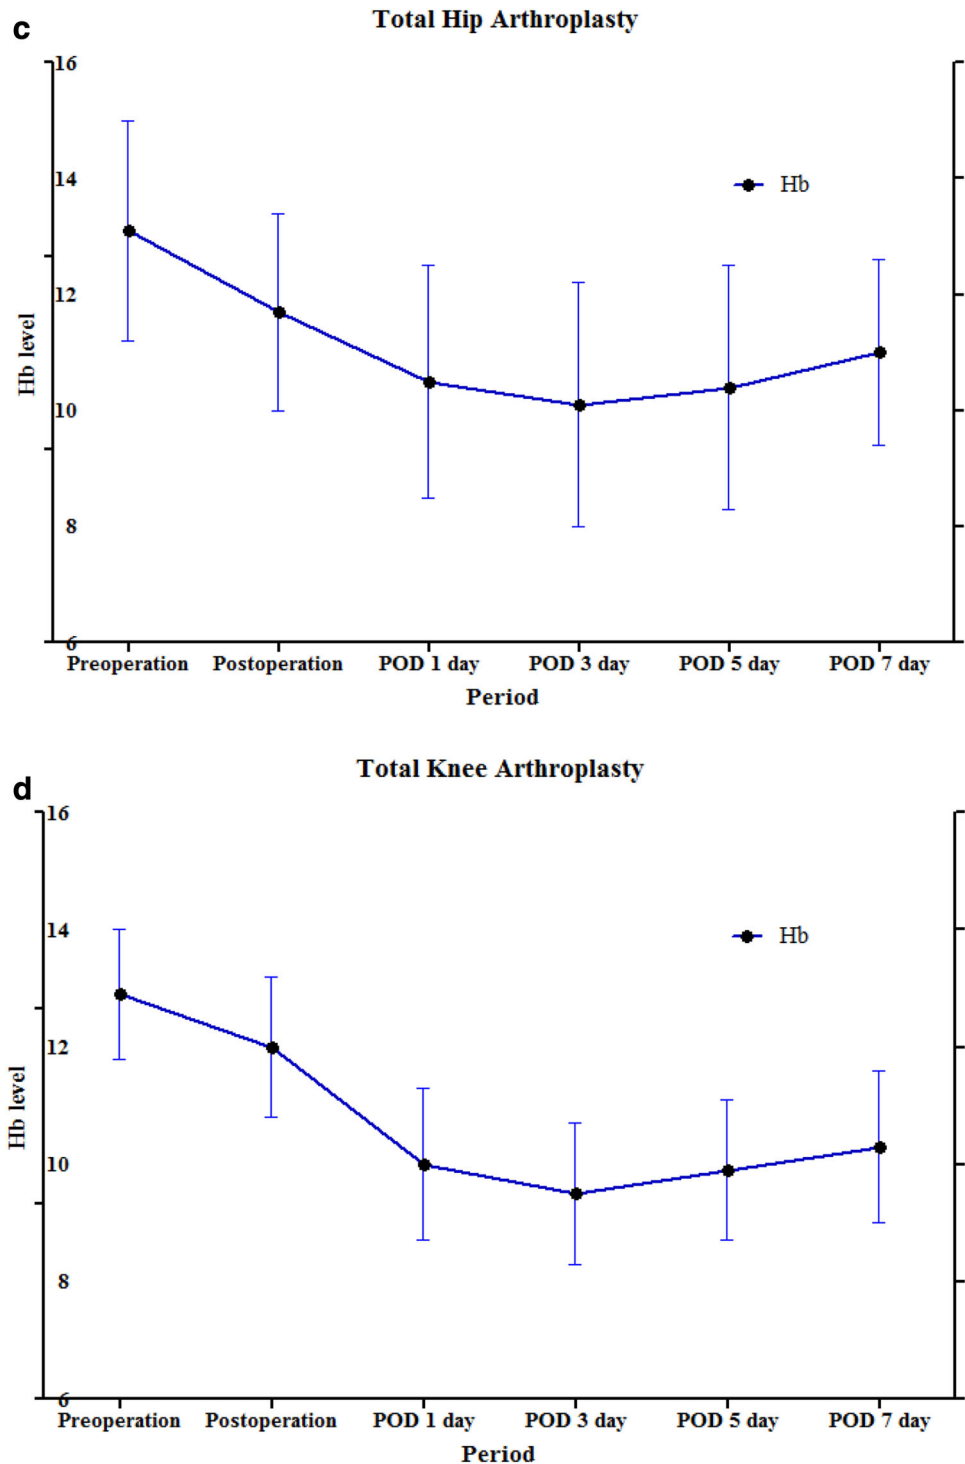 c
Total Hip Arthroplasty
16
14
12
10
8
6
Hb level
Hb
Preoperation Postoperation POD 1 day POD 3 day POD 5 day POD 7 day
Period
d
Total Knee Arthroplasty
16
14
12
10
8
6
Hb level
Hb
Preoperation Postoperation POD 1 day POD 3 day POD 5 day POD 7 day
Period